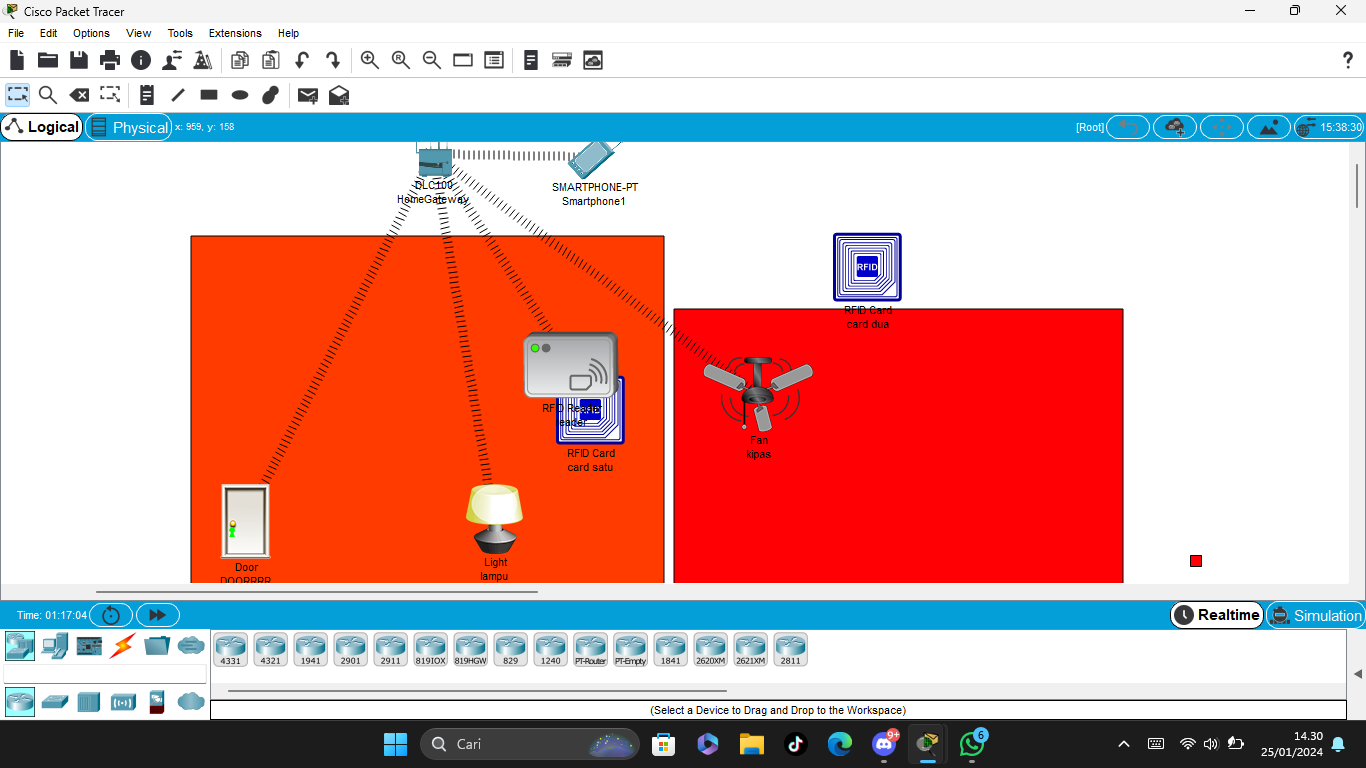 Cisco Packet Tracer
File Edit Options View Tools Extensions Help
Logical Physical x: 959, y: 158 [Root] 15:38:30
DLC100
HomeGateway
SMARTPHONE-PT
Smartphone1
RFID
RFID Card
card dua
RFID Reader
reader
RFID Card
card satu
Fan
kipas
Door
DOORRRR
Light
lampu
Time: 01:17:04 Realtime Simulation
4331 4321 1941 2901 2911 819IOX 819HGW 829 1240 PT-Router PT-Empty 1841 2620XM 2621XM 2811
(Select a Device to Drag and Drop to the Workspace)
Cari
9+
6
14.30
25/01/2024